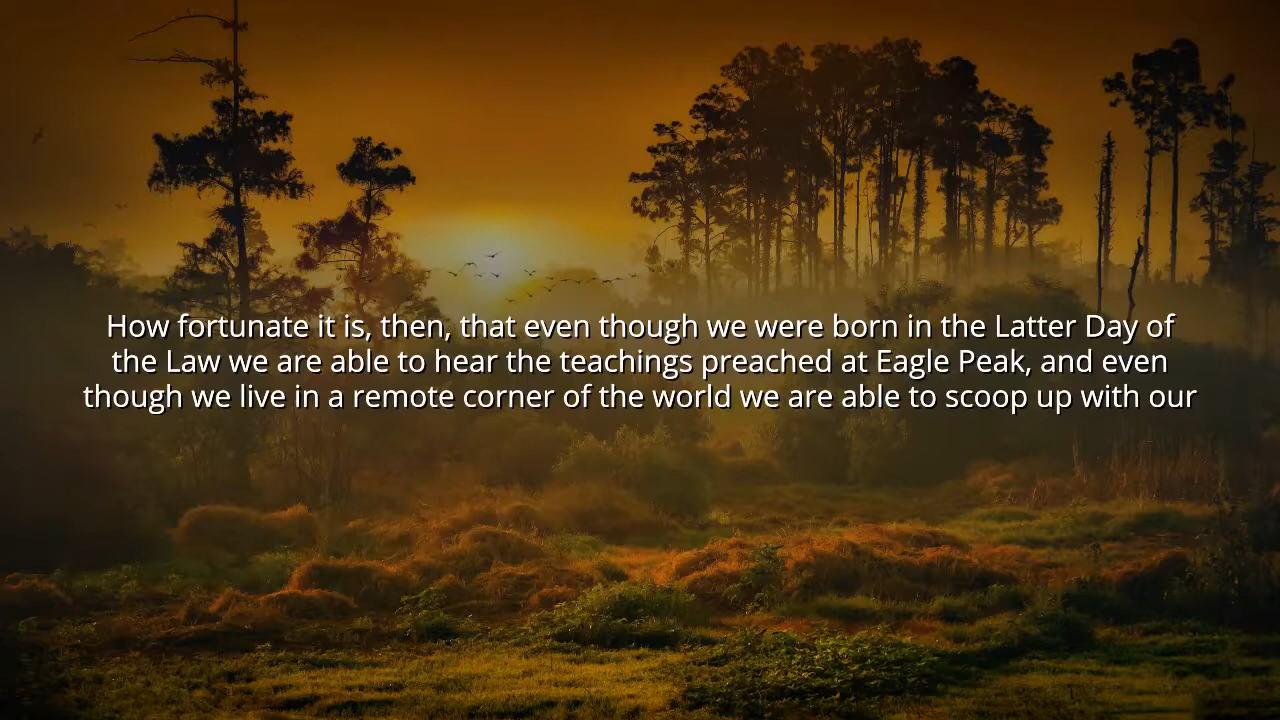 How fortunate it is, then, that even though we were born in the Latter Day of
the Law we are able to hear the teachings preached at Eagle Peak, and even
though we live in a remote corner of the world we are able to scoop up with our